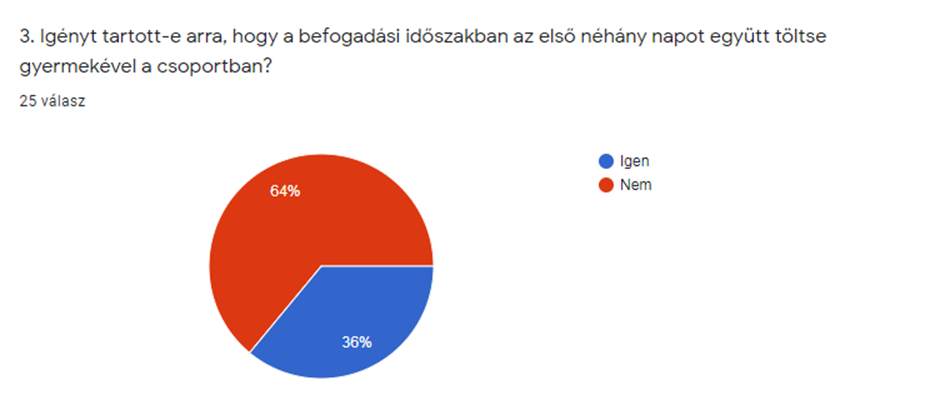 3. Igényt tartott-e arra, hogy a befogadási időszakban az első néhány napot együtt töltse
gyermekével a csoportban?
25 válasz
Igen
Nem
64%
36%